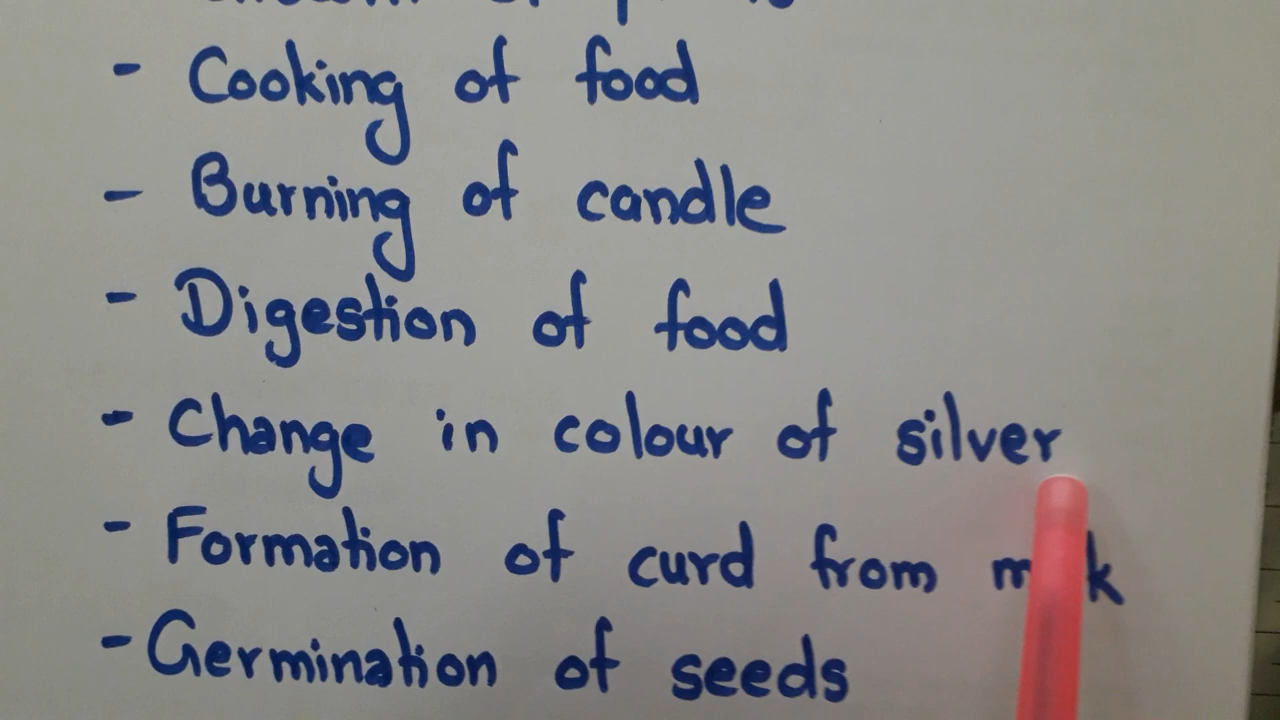 - Cooking of food
- Burning of candle
- Digestion of food
- Change in colour of silver
- Formation of curd from
- Germination of seeds